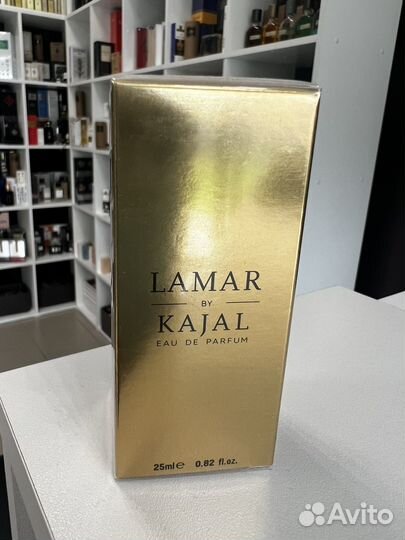 LAMAR
BY
KAJAL
EAU DE PARFUM
25ml e 0.82 fl.oz.
Avito